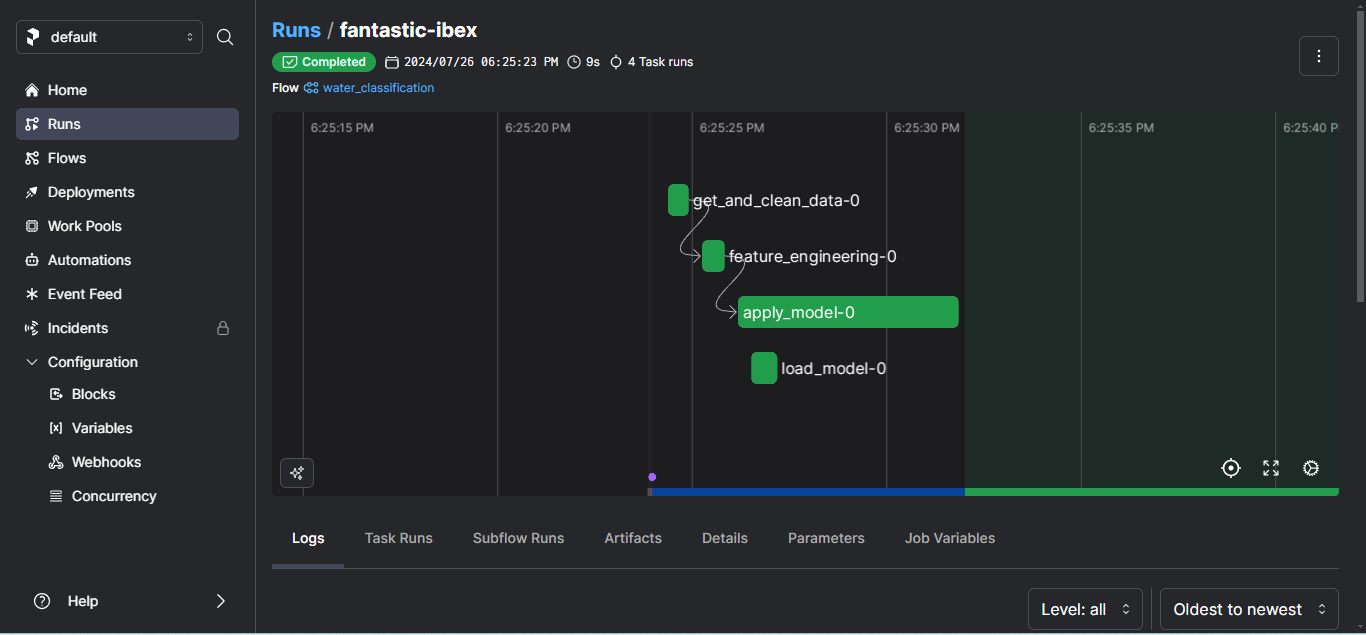 default
Home
Runs
Flows
Deployments
Work Pools
Automations
Event Feed
Incidents
Configuration
Blocks
Variables
Webhooks
Concurrency
Help
Runs / fantastic-ibex
Completed 2024/07/26 06:25:23 PM 9s 4 Task runs
Flow water_classification
6:25:15 PM 6:25:20 PM 6:25:25 PM 6:25:30 PM 6:25:35 PM 6:25:40 P
get_and_clean_data-0
feature_engineering-0
apply_model-0
load_model-0
Logs Task Runs Subflow Runs Artifacts Details Parameters Job Variables
Level: all Oldest to newest